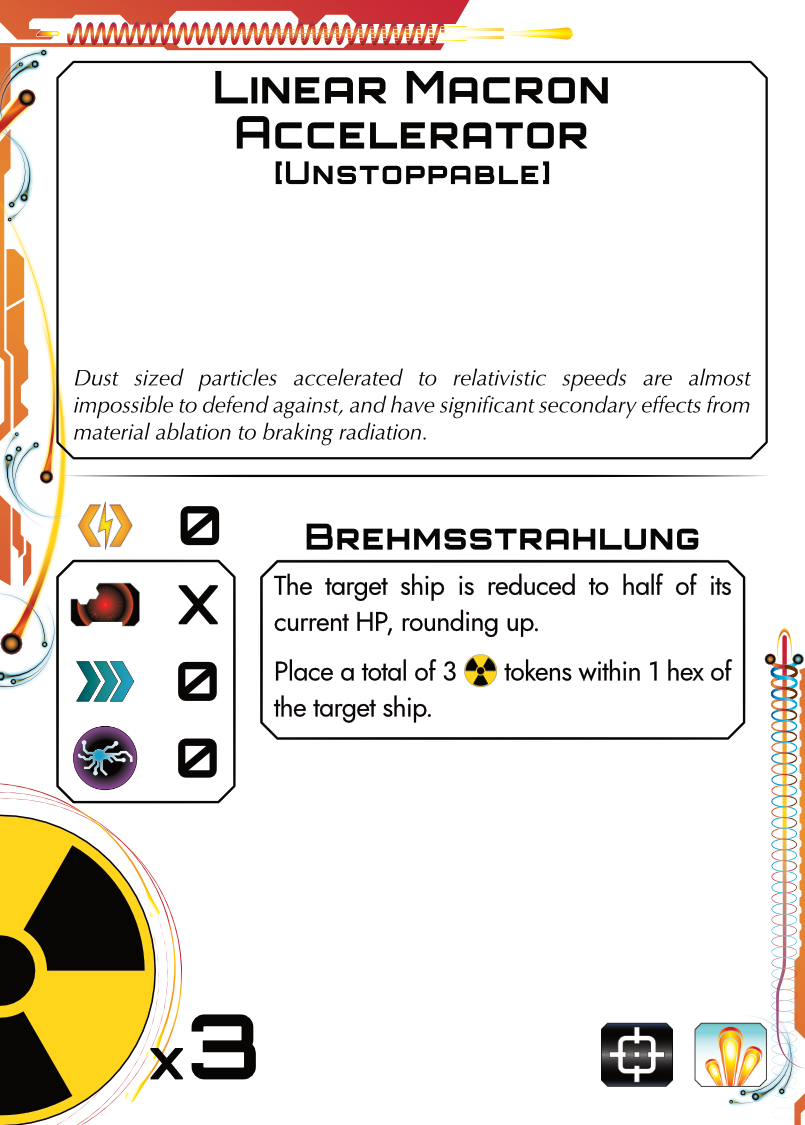 Linear Macron
Accelerator
[Unstoppable]
Dust sized particles accelerated to relativistic speeds are almost
impossible to defend against, and have significant secondary effects from
material ablation to braking radiation.
0
Brehmsstrahlung
X
The target ship is reduced to half of its
current HP, rounding up.
0
Place a total of 3 tokens within 1 hex of
the target ship.
0
x3